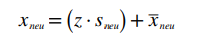 x_neu = (z · s_neu) + x̅_neu